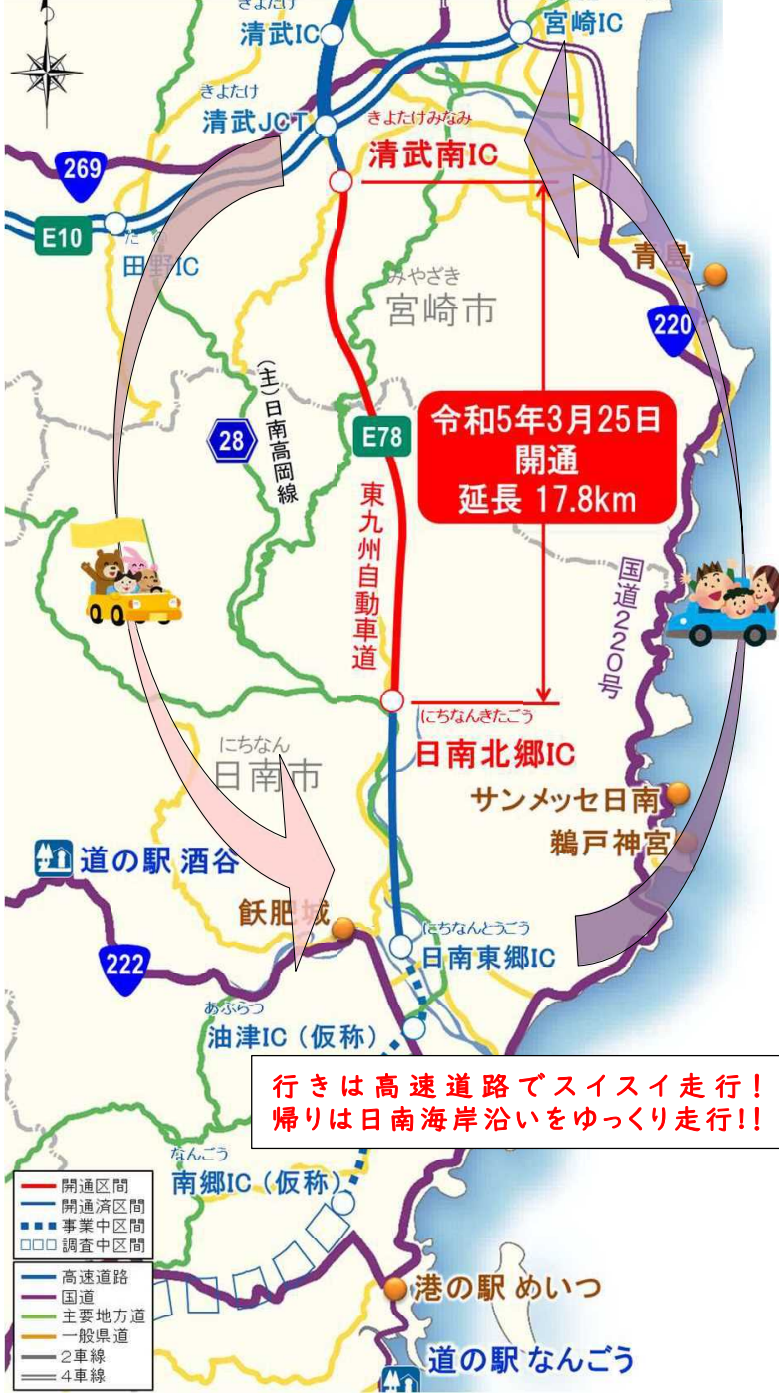 きよたけ
清武IC
宮崎IC
きよたけ
清武JCT
きよたけみなみ
清武南IC
269
E10
田野IC
青島
みやざき
宮崎市
220
(主)日南高岡線
28
E78
令和5年3月25日
開通
延長 17.8km
東九州自動車道
国道220号
にちなんきたごう
日南北郷IC
にちなん
日南市
サンメッセ日南
鵜戸神宮
道の駅 酒谷
飫肥城
にちなんとうごう
日南東郷IC
222
あぶらつ
油津IC(仮称)
行きは高速道路でスイスイ走行!
帰りは日南海岸沿いをゆっくり走行!!
なんごう
南郷IC(仮称)
開通区間
開通済区間
事業中区間
調査中区間
高速道路
国道
主要地方道
一般県道
2車線
4車線
港の駅 めいつ
道の駅 なんごう